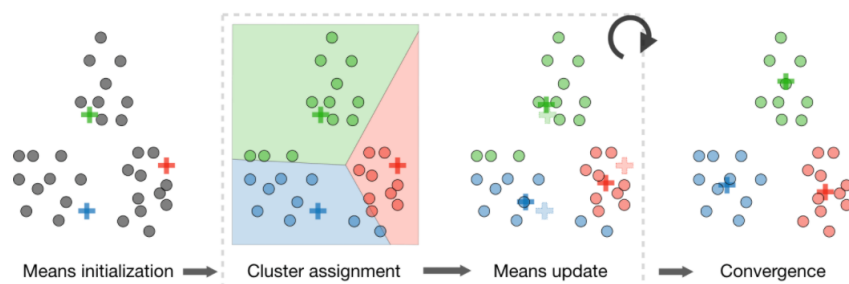 Means initialization
Cluster assignment
Means update
Convergence